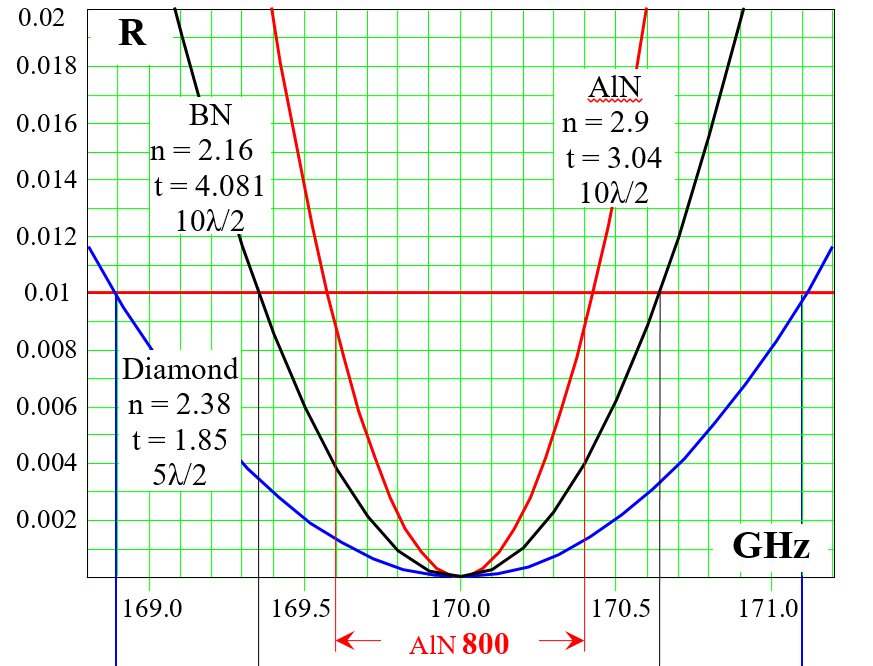 0.02
R
0.018
0.016
0.014
0.012
0.01
0.008
0.006
0.004
0.002
BN
n = 2.16
t = 4.081
10λ/2
AlN
n = 2.9
t = 3.04
10λ/2
Diamond
n = 2.38
t = 1.85
5λ/2
GHz
169.0
169.5
170.0
170.5
171.0
AlN 800